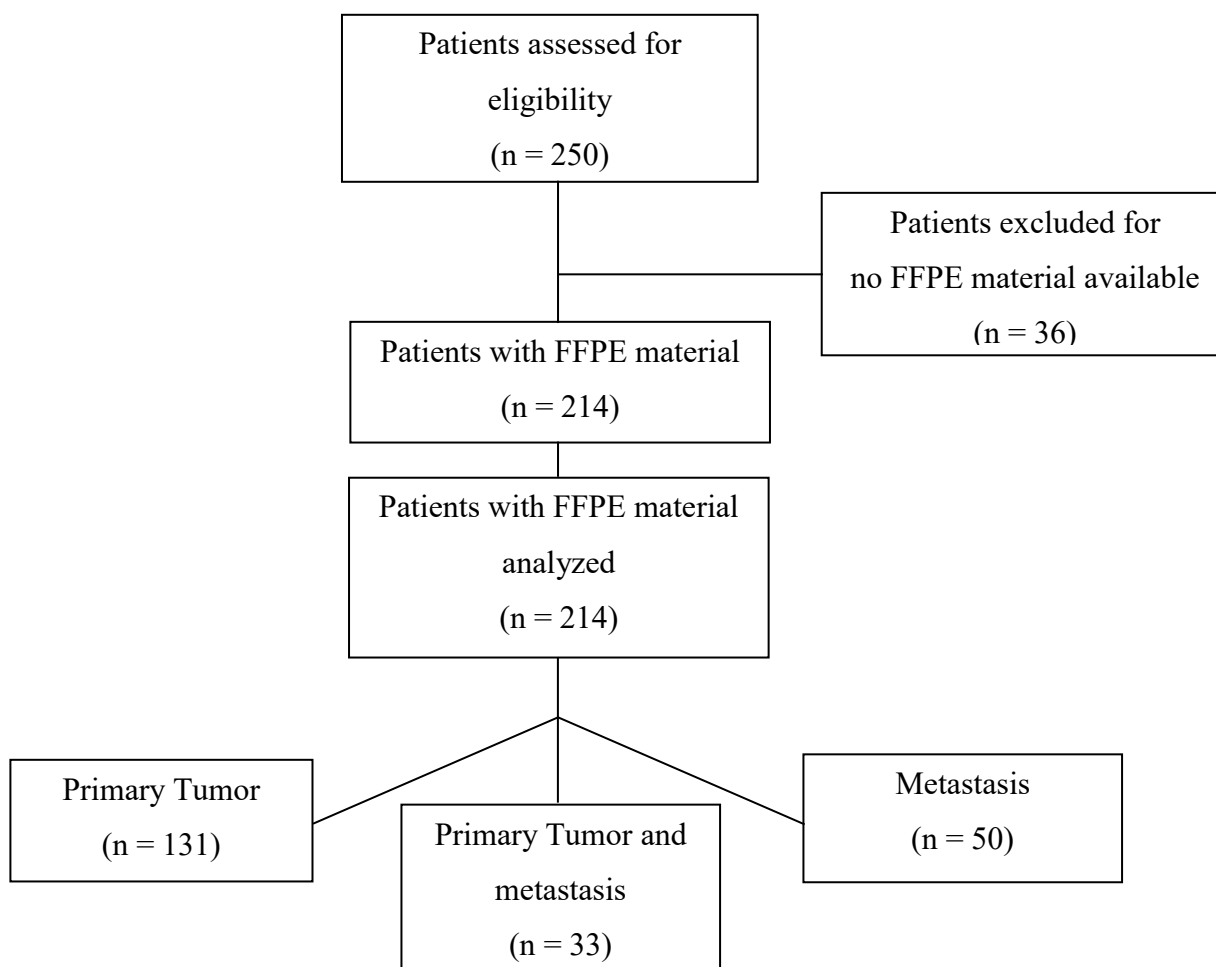 Patients assessed for
eligibility
(n = 250)
Patients excluded for
no FFPE material available
(n = 36)
Patients with FFPE material
(n = 214)
Patients with FFPE material
analyzed
(n = 214)
Primary Tumor
(n = 131)
Primary Tumor and
metastasis
(n = 33)
Metastasis
(n = 50)